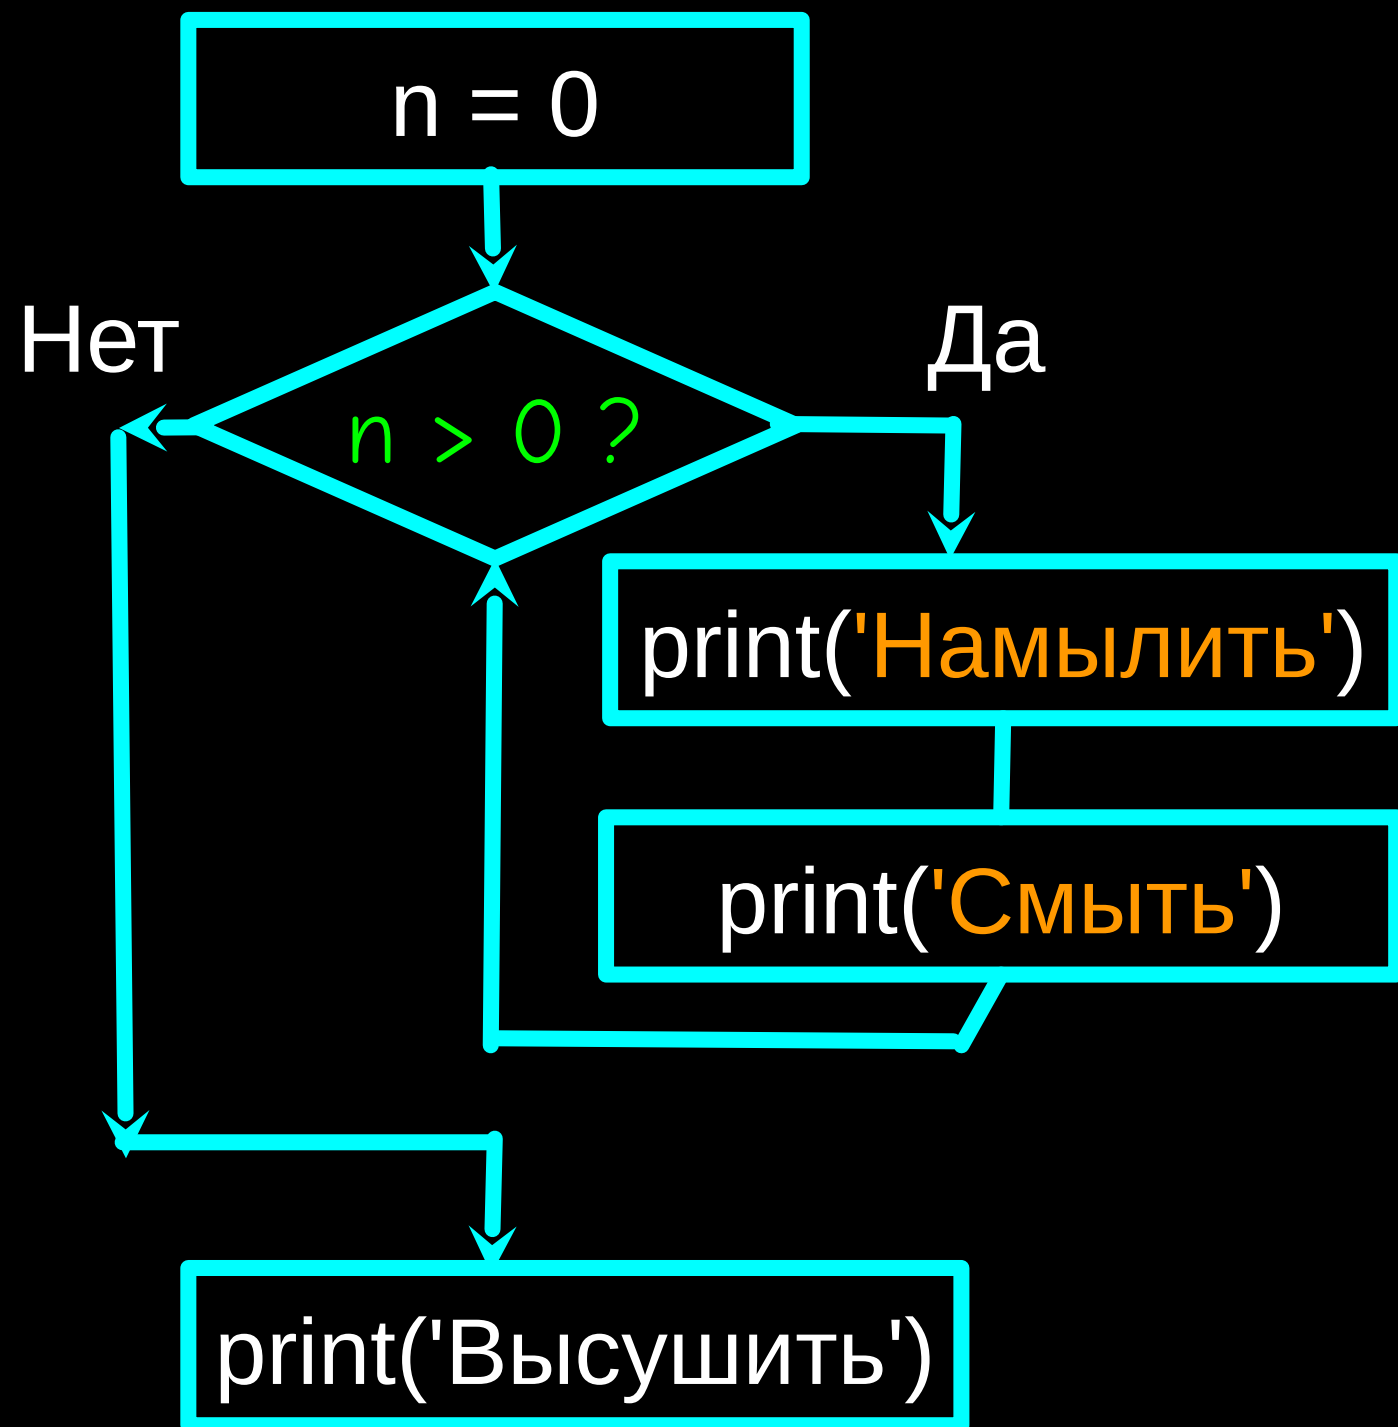 n = 0
Нет
Да
n > 0 ?
print('Намылить')
print('Смыть')
print('Высушить')